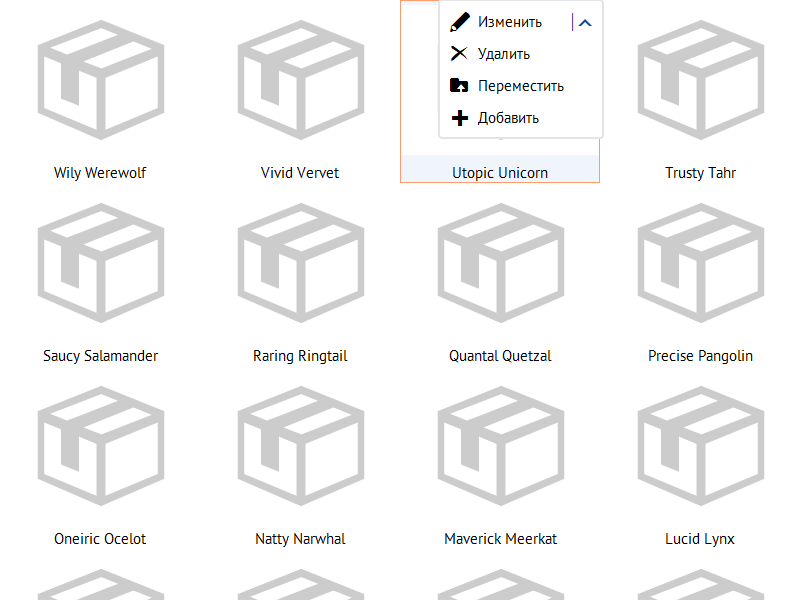 Изменить
Удалить
Переместить
Добавить
Wily Werewolf
Vivid Vervet
Utopic Unicorn
Trusty Tahr
Saucy Salamander
Raring Ringtail
Quantal Quetzal
Precise Pangolin
Oneiric Ocelot
Natty Narwhal
Maverick Meerkat
Lucid Lynx